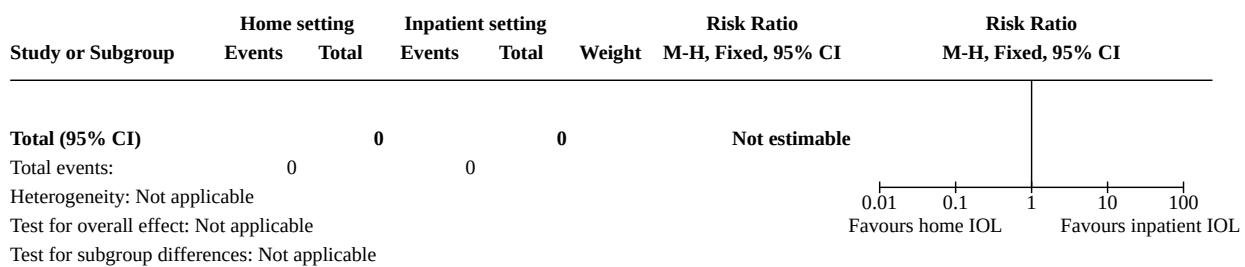 Home setting Inpatient setting Risk Ratio Risk Ratio
Study or Subgroup Events Total Events Total Weight M-H, Fixed, 95% CI M-H, Fixed, 95% CI
Total (95% CI) 0 0 Not estimable
Total events: 0 0
Heterogeneity: Not applicable
0.01 0.1 1 10 100
Test for overall effect: Not applicable Favours home IOL Favours inpatient IOL
Test for subgroup differences: Not applicable